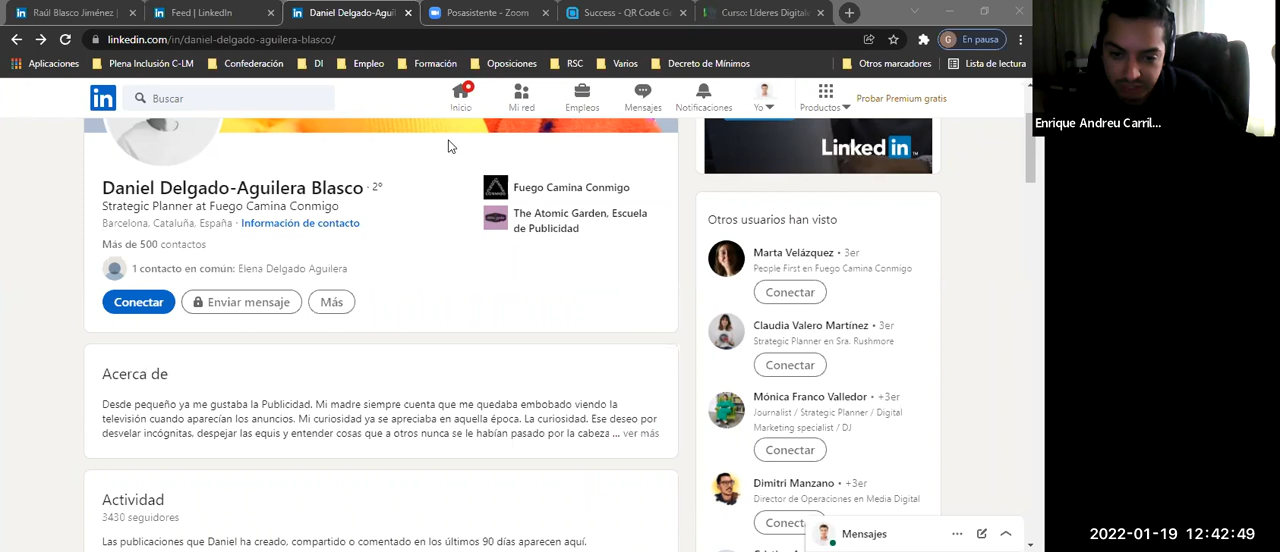 Raúl Blasco Jiménez |
Feed | LinkedIn
Daniel Delgado-Aguil
Posasistente - Zoom
Success - QR Code G
Curso: Líderes Digitale
linkedin.com/in/daniel-delgado-aguilera-blasco/
G En pausa
Aplicaciones
Plena Inclusión C-LM
Confederación
DI
Empleo
Formación
Oposiciones
RSC
Varios
Decreto de Mínimos
Otros marcadores
Lista de lectura
Enrique Andreu Carril...
in
Buscar
Inicio
Mi red
Empleos
Mensajes
Notificaciones
Yo
Productos
Probar Premium gratis
Linked in
Daniel Delgado-Aguilera Blasco · 2º
Strategic Planner at Fuego Camina Conmigo
Barcelona, Cataluña, España · Información de contacto
Más de 500 contactos
1 contacto en común: Elena Delgado Aguilera
Conectar
Enviar mensaje
Más
Fuego Camina Conmigo
The Atomic Garden, Escuela
de Publicidad
Acerca de
Desde pequeño ya me gustaba la Publicidad. Mi madre siempre cuenta que me quedaba embobado viendo la
televisión cuando aparecían los anuncios. Mi curiosidad ya se apreciaba en aquella época. La curiosidad. Ese deseo por
desvelar incógnitas, despejar las equis y entender cosas que a otros nunca se le habían pasado por la cabeza ... ver más
Actividad
3430 seguidores
Las publicaciones que Daniel ha creado, compartido o comentado en los últimos 90 días aparecen aquí.
Otros usuarios han visto
Marta Velázquez • 3er
People First en Fuego Camina Conmigo
Conectar
Claudia Valero Martínez • 3er
Strategic Planner en Sra. Rushmore
Conectar
Mónica Franco Valledor • +3er
Journalist / Strategic Planner / Digital
Marketing specialist / DJ
Conectar
Dimitri Manzano • +3er
Director de Operaciones en Media Digital
Conecta
Mensajes
2022-01-19 12:42:49